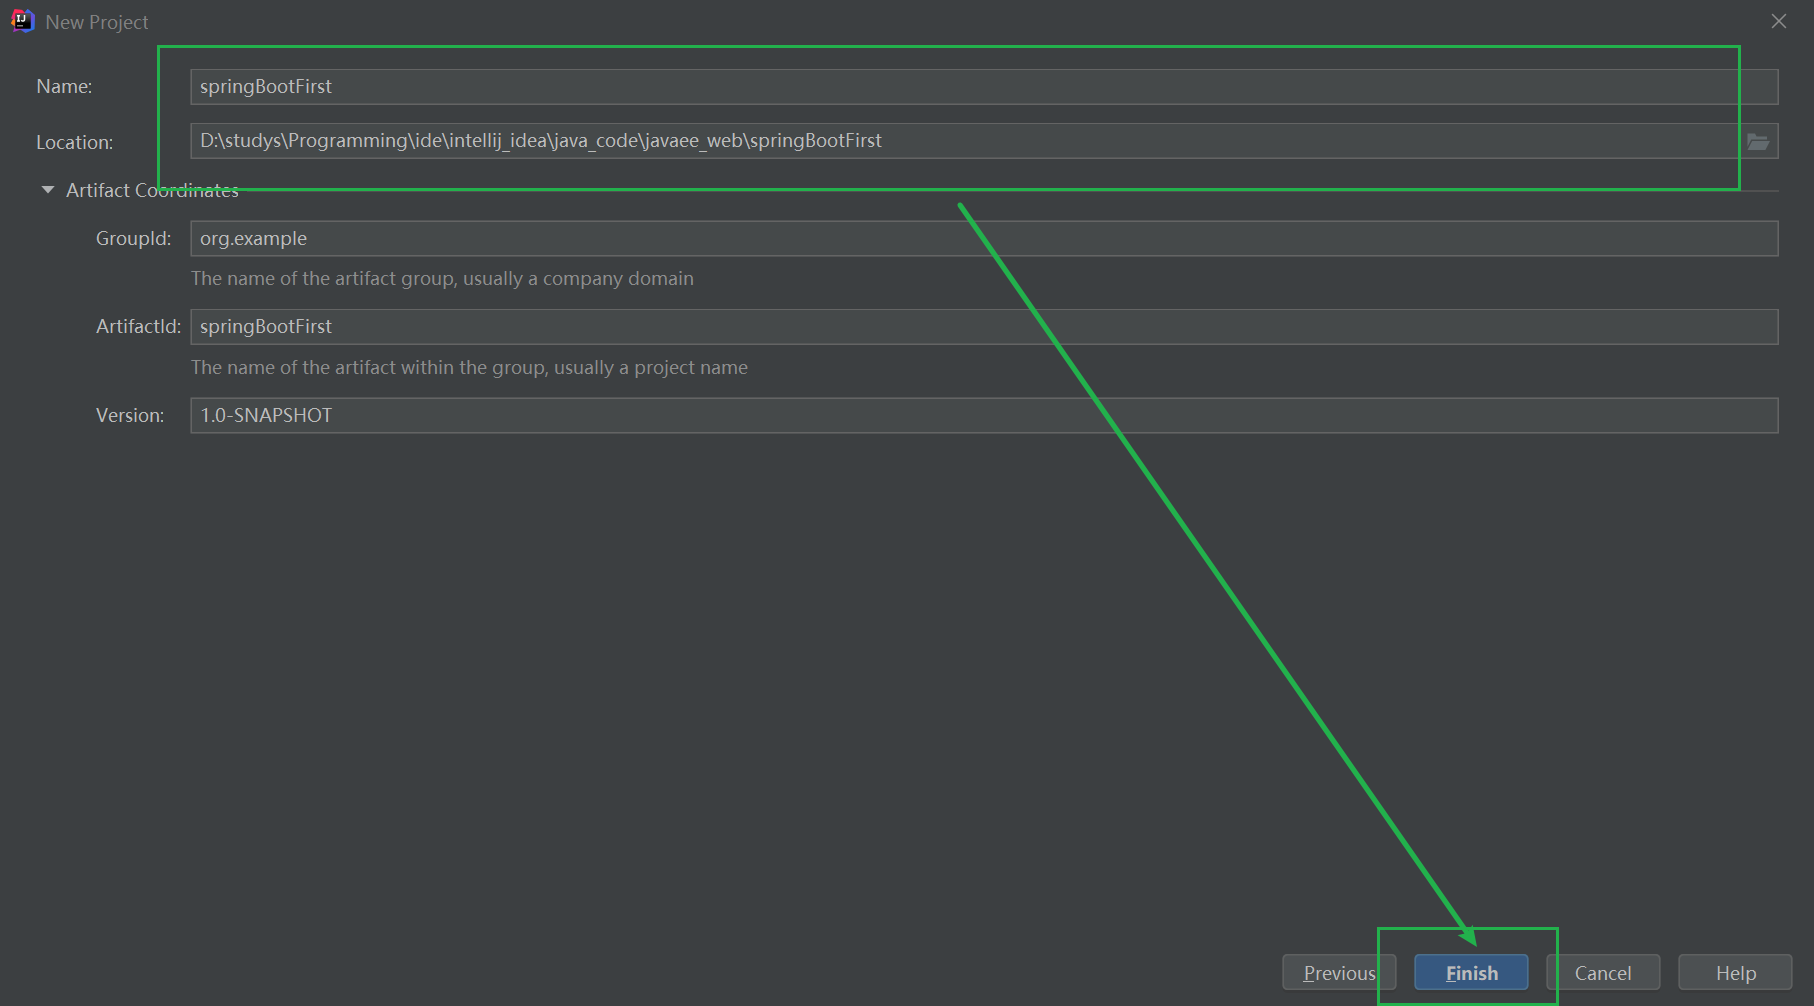 New Project
Name: springBootFirst
Location: D:\studys\Programming\ide\intellij_idea\java_code\javaee_web\springBootFirst
Artifact Coordinates
GroupId: org.example
The name of the artifact group, usually a company domain
ArtifactId: springBootFirst
The name of the artifact within the group, usually a project name
Version: 1.0-SNAPSHOT
Previous Finish Cancel Help